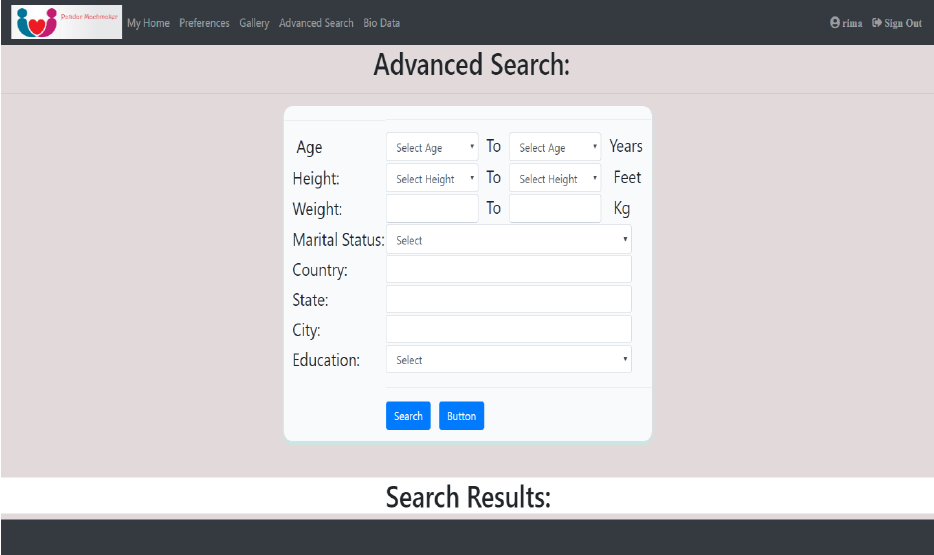 My Home Preferences Gallery Advanced Search Bio Data rima Sign Out
Advanced Search:
Age Select Age To Select Age Years
Height: Select Height To Select Height Feet
Weight: To Kg
Marital Status: Select
Country:
State:
City:
Education: Select
Search Button
Search Results: